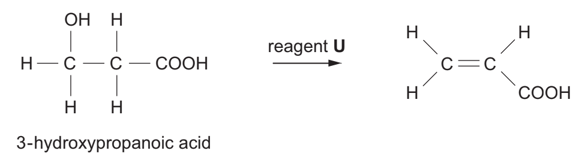 OH H
H — C — C — COOH
H H
3-hydroxypropanoic acid
reagent U
H H
C = C
H COOH